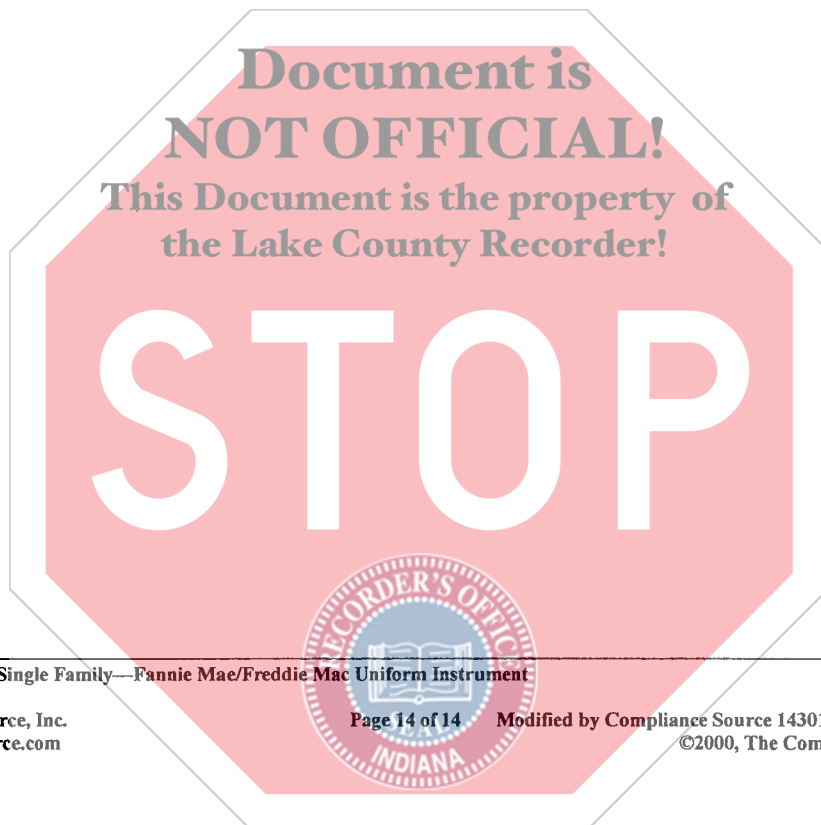 Document is
NOT OFFICIAL!
This Document is the property of
the Lake County Recorder!
STOP
RECORDER'S OFFICE
SEAL
INDIANA
Single Family—Fannie Mae/Freddie Mac Uniform Instrument
rce, Inc.
Page 14 of 14
Modified by Compliance Source 14301
rce.com
©2000, The Com